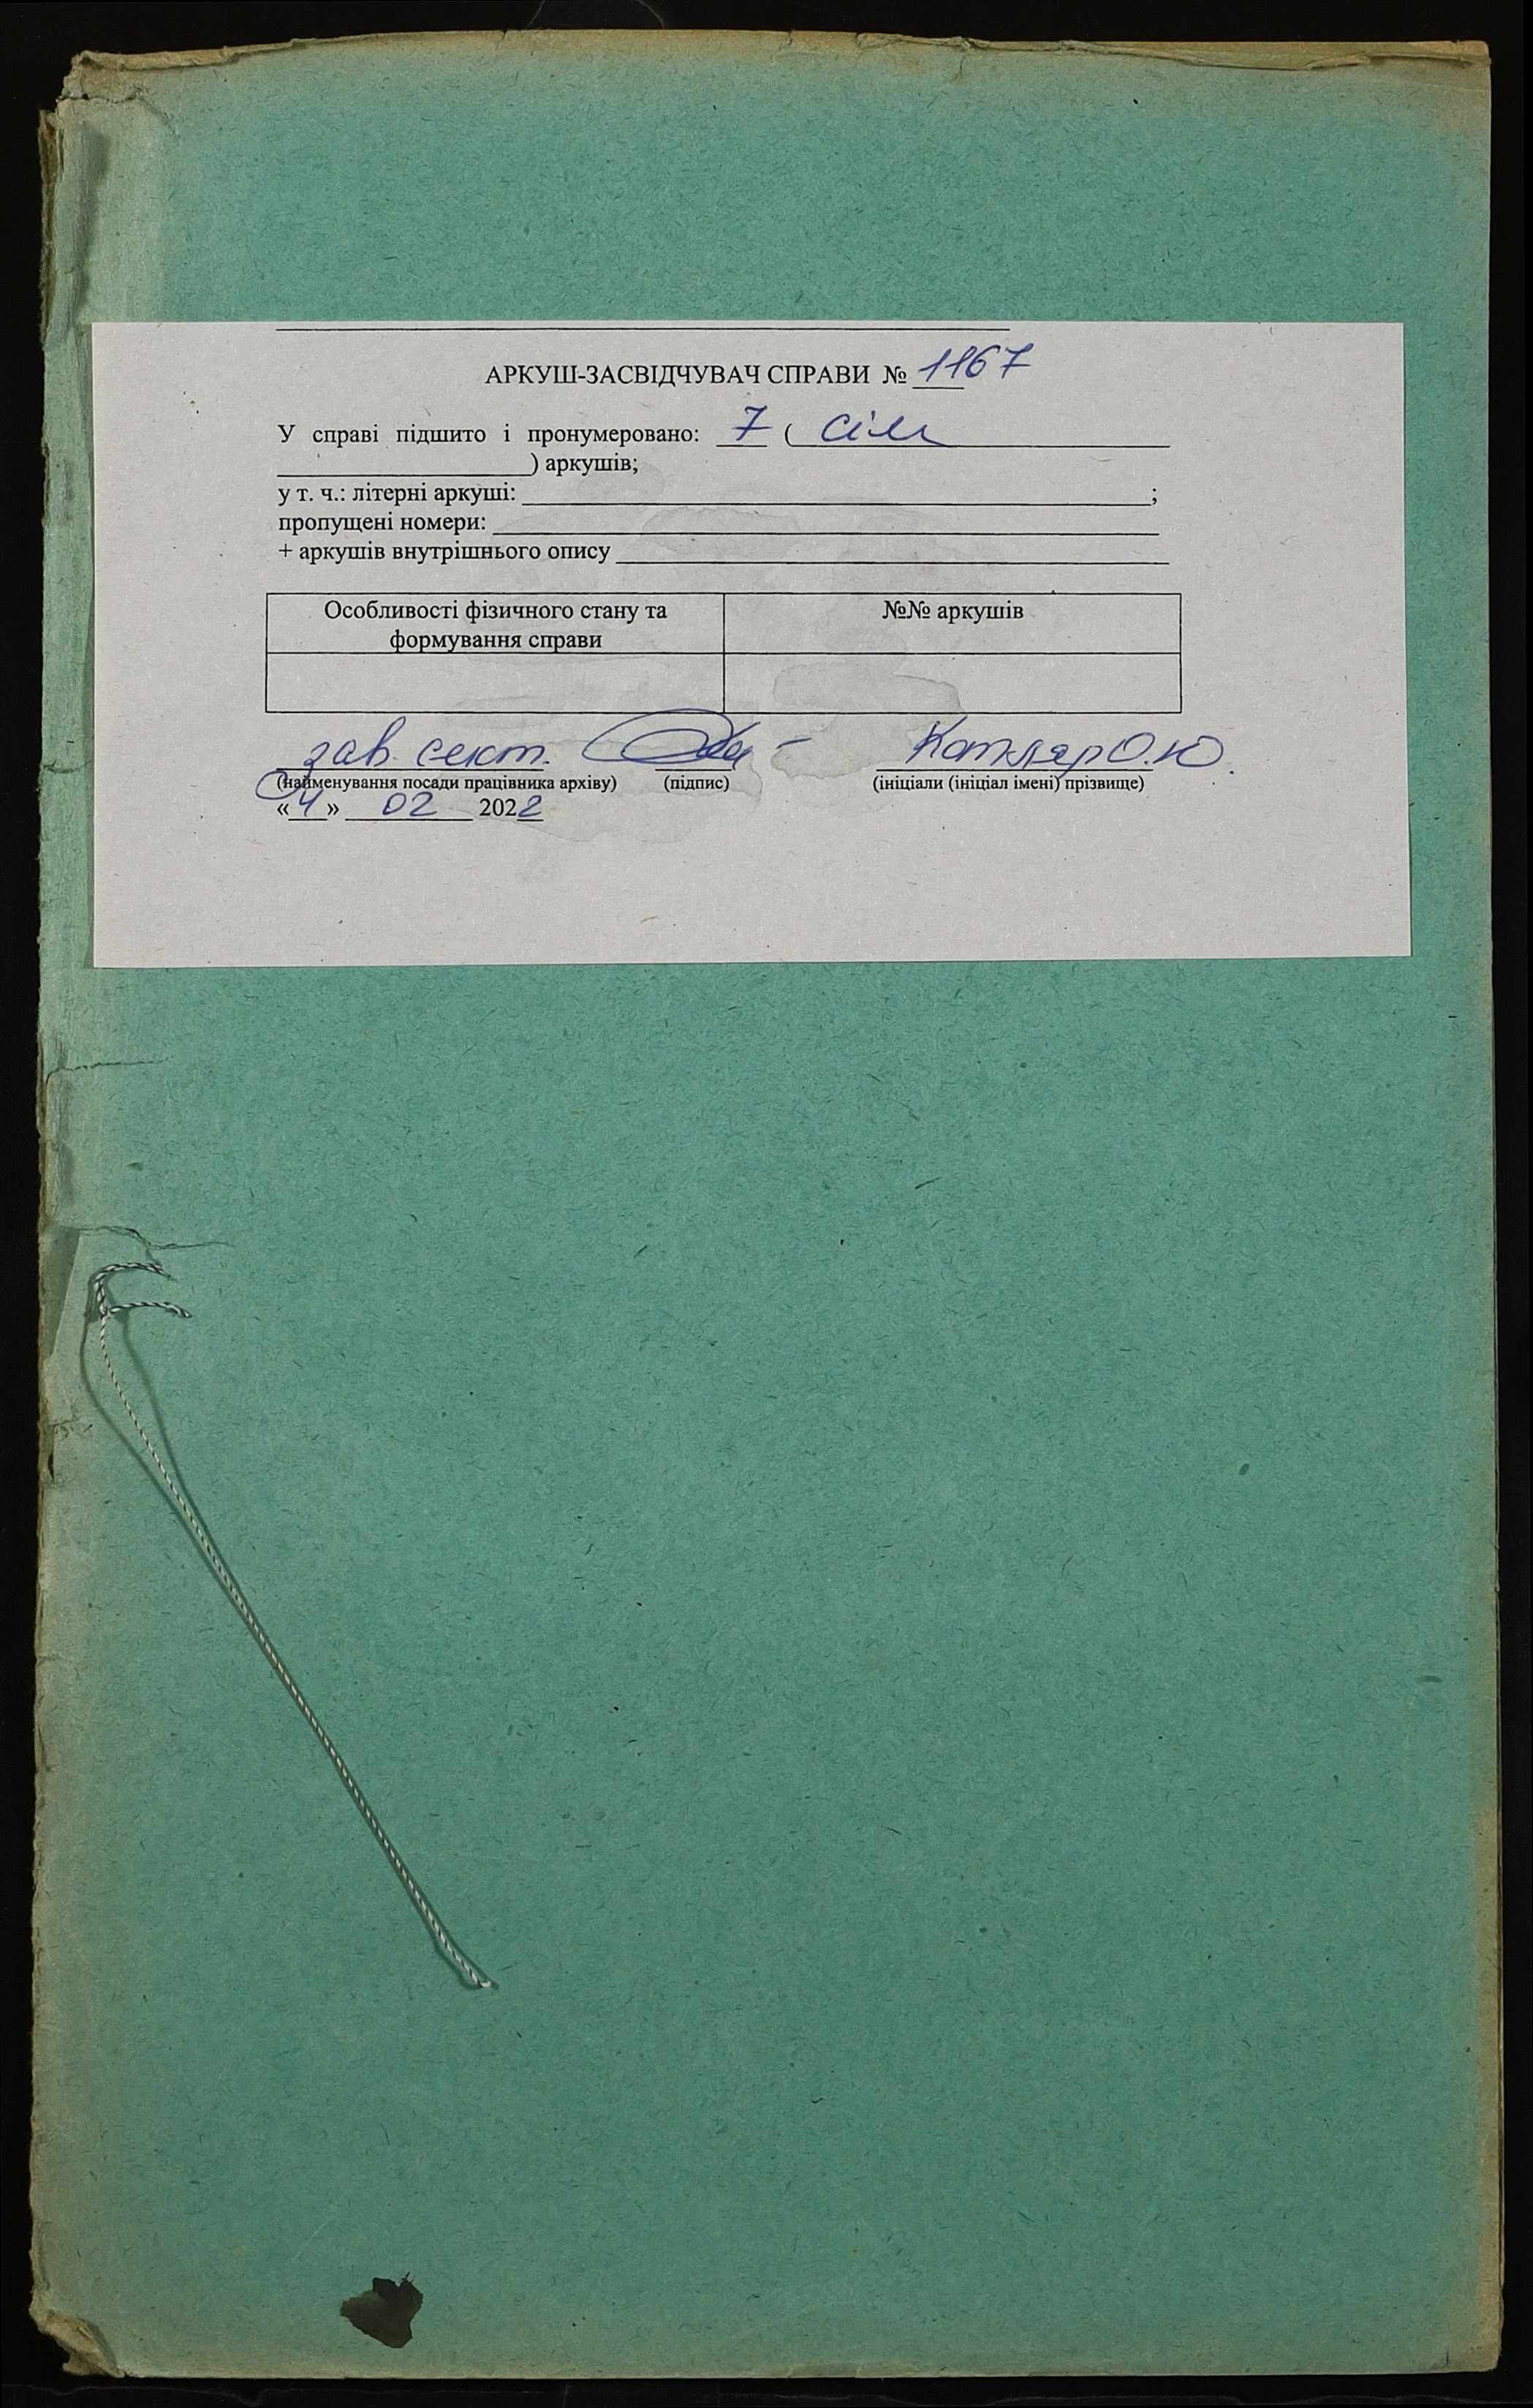 АРКУШ-ЗАСВІДЧУВАЧ СПРАВИ № 1167
У справі підшито і пронумеровано: 7 ( сім
) аркушів;
у т. ч.: літерні аркуші: ;
пропущені номери:
+ аркушів внутрішнього опису
Особливості фізичного стану та формування справи
№№ аркушів
зав. сект. Котляр О.Ю.
(найменування посади працівника архіву) (підпис) (ініціали (ініціал імені) прізвище)
«4» 02 2022